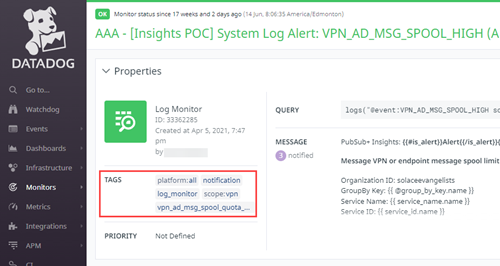 OK Monitor status since 17 weeks and 2 days ago (14 Jun, 8:06:35 America/Edmonton)
AAA - [Insights POC] System Log Alert: VPN_AD_MSG_SPOOL_HIGH (A
DATADOG
Go to...
Watchdog
Events
Dashboards
Infrastructure
Monitors
Metrics
Integrations
APM
CI
Properties
Log Monitor
ID: 33362285
Created at Apr 5, 2021, 7:47
pm
by
TAGS
platform:all notification
log_monitor scope:vpn
vpn_ad_msg_spool_quota_...
PRIORITY Not Defined
QUERY logs("@event:VPN_AD_MSG_SPOOL_HIGH so
MESSAGE
3 notified
PubSub+ Insights: {{#is_alert}}Alert{{/is_alert}}
Message VPN or endpoint message spool limit
Organization ID: solaceevangelists
GroupBy Key: {{ @group_by_key.name }}
Service Name: {{ service_name.name }}
Service ID: {{ service_id.name }}